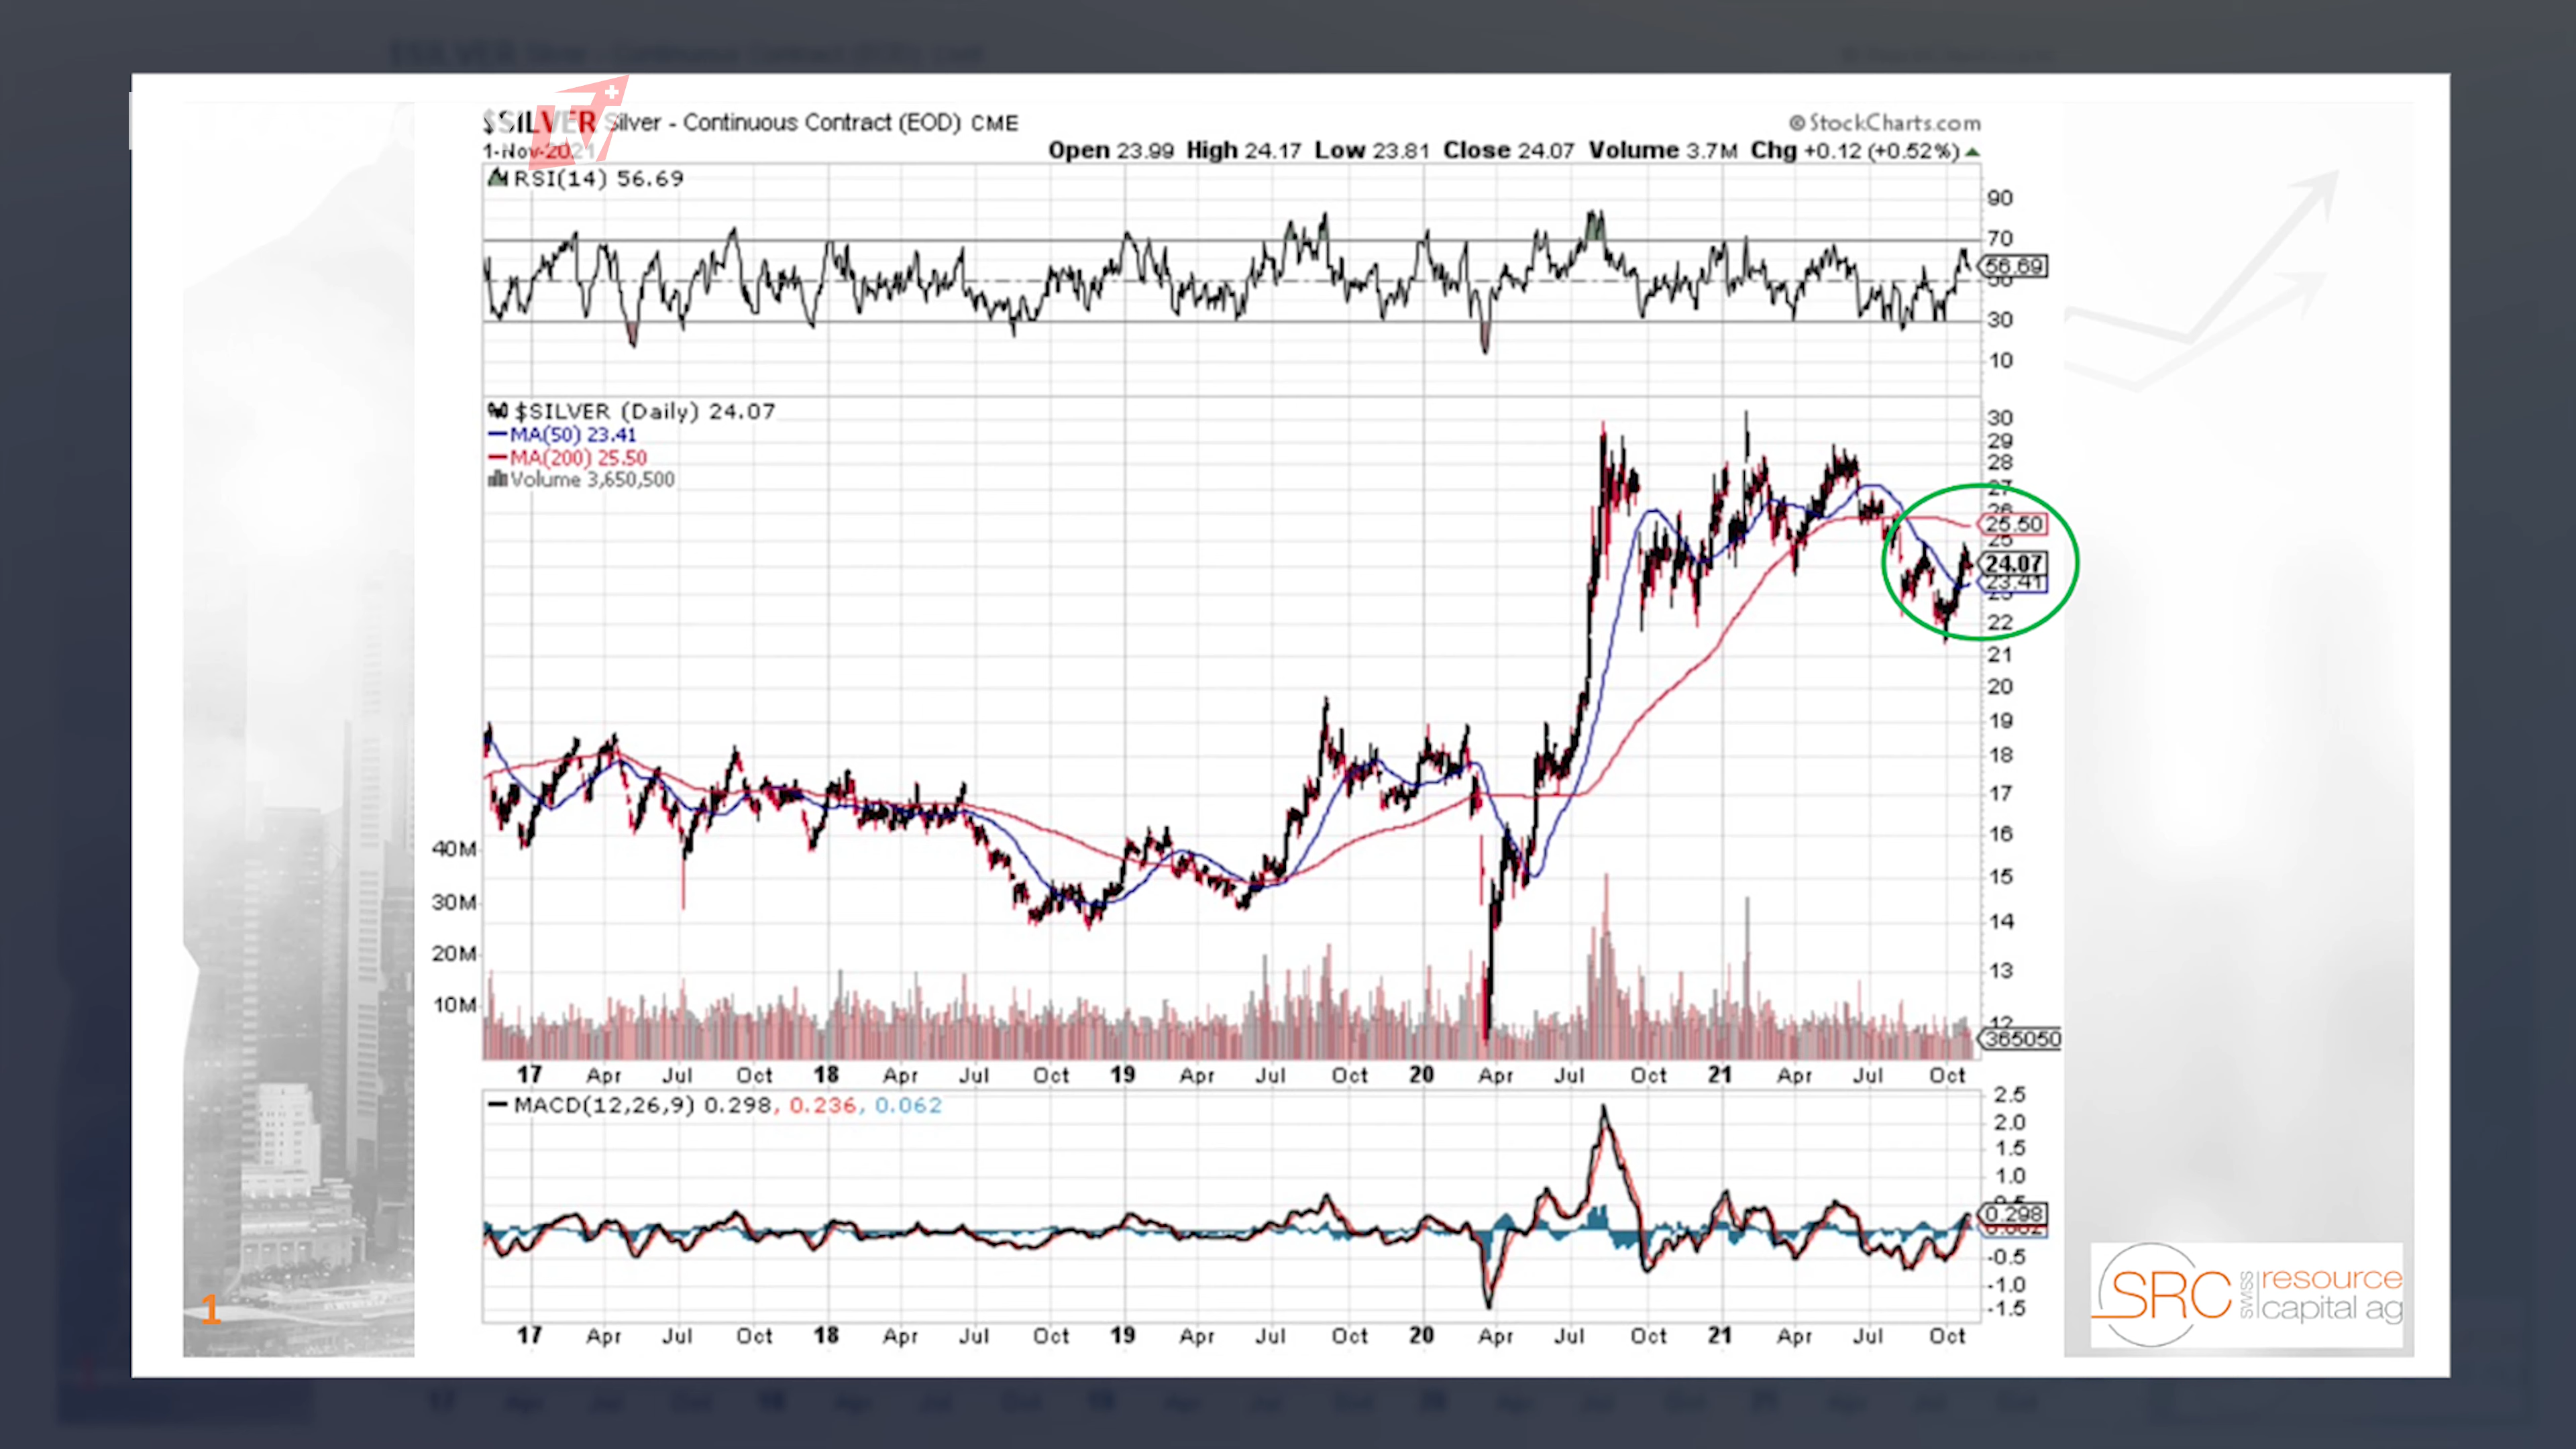 $SILVER Silver - Continuous Contract (EOD) CME
© StockCharts.com
1-Nov-2021
Open 23.99 High 24.17 Low 23.81 Close 24.07 Volume 3.7M Chg +0.12 (+0.52%)
RSI(14) 56.69
90
70
56.69
50
30
10
$SILVER (Daily) 24.07
MA(50) 23.41
MA(200) 25.50
Volume 3,650,500
30
29
28
27
26
25.50
25
24.07
23.41
23
22
21
20
19
18
17
16
15
14
13
12
365050
40M
30M
20M
10M
17 Apr Jul Oct 18 Apr Jul Oct 19 Apr Jul Oct 20 Apr Jul Oct 21 Apr Jul Oct
MACD(12,26,9) 0.298, 0.236, 0.062
2.5
2.0
1.5
1.0
0.5
0.298
-0.5
-1.0
-1.5
17 Apr Jul Oct 18 Apr Jul Oct 19 Apr Jul Oct 20 Apr Jul Oct 21 Apr Jul Oct
1
SRC swiss resource
capital ag